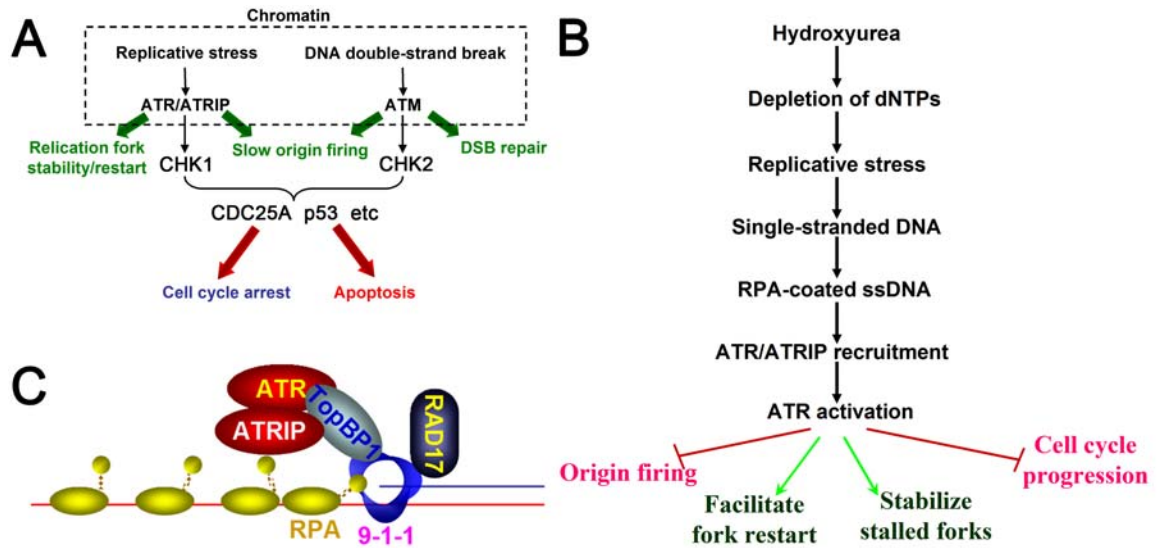 A
Chromatin
Replicative stress
DNA double-strand break
ATR/ATRIP
ATM
Relication fork
stability/restart
Slow origin firing
DSB repair
CHK1
CHK2
CDC25A p53 etc
Cell cycle arrest
Apoptosis
B
Hydroxyurea
Depletion of dNTPs
Replicative stress
Single-stranded DNA
RPA-coated ssDNA
ATR/ATRIP recruitment
ATR activation
Origin firing
Cell cycle
progression
Facilitate
fork restart
Stabilize
stalled forks
C
ATR
TopBP1
RAD17
ATRIP
RPA
9-1-1